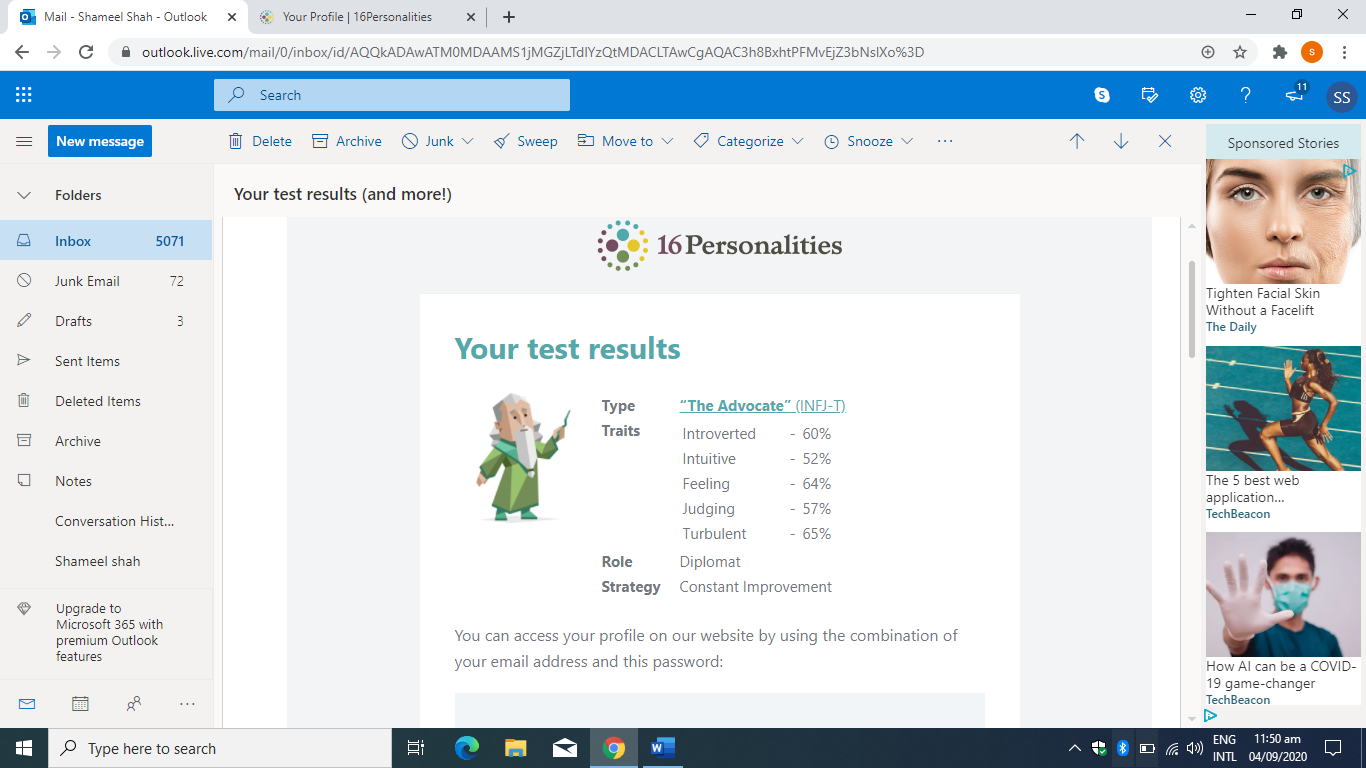 Mail - Shameel Shah - Outlook
Your Profile | 16Personalities
outlook.live.com/mail/0/inbox/id/AQQkADAwATM0MDAAMS1jMGZjLTdlYzQtMDACLTAwCgAQAC3h8BxhtPFMvEjZ3bNslXo%3D
S
Search
11
SS
New message
Delete
Archive
Junk
Sweep
Move to
Categorize
Snooze
Folders
Inbox 5071
Junk Email 72
Drafts 3
Sent Items
Deleted Items
Archive
Notes
Conversation Hist...
Shameel shah
Upgrade to
Microsoft 365 with
premium Outlook
features
Your test results (and more!)
16Personalities
Your test results
Type "The Advocate" (INFJ-T)
Traits
Introverted - 60%
Intuitive - 52%
Feeling - 64%
Judging - 57%
Turbulent - 65%
Role Diplomat
Strategy Constant Improvement
You can access your profile on our website by using the combination of
your email address and this password:
Sponsored Stories
Tighten Facial Skin
Without a Facelift
The Daily
The 5 best web
application...
TechBeacon
How AI can be a COVID-
19 game-changer
TechBeacon
Type here to search
ENG
INTL
11:50 am
04/09/2020